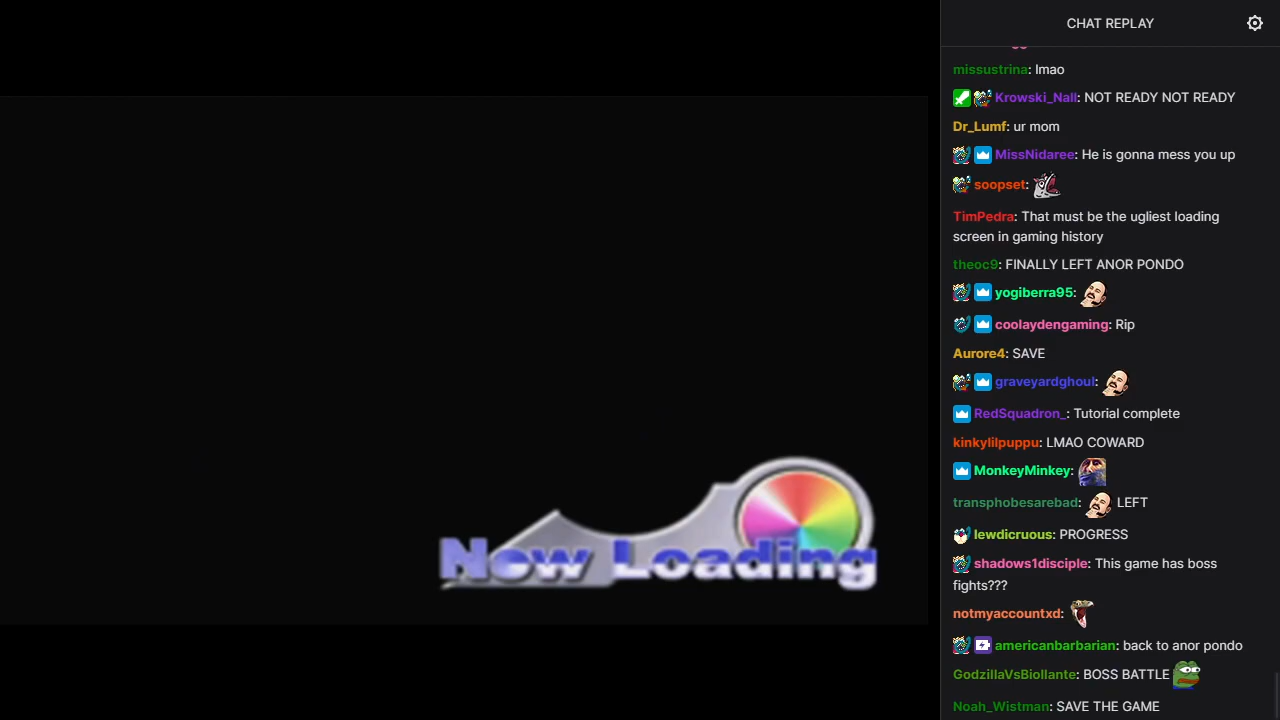 CHAT REPLAY
missustrina: lmao
Krowski_Nall: NOT READY NOT READY
Dr_Lumf: ur mom
MissNidaree: He is gonna mess you up
soopset:
TimPedra: That must be the ugliest loading
screen in gaming history
theoc9: FINALLY LEFT ANOR PONDO
yogiberra95:
coolaydengaming: Rip
Aurore4: SAVE
graveyardghoul:
RedSquadron_: Tutorial complete
kinkylilpuppu: LMAO COWARD
MonkeyMinkey:
transphobesarebad: LEFT
lewdicruous: PROGRESS
shadows1disciple: This game has boss
fights???
notmyaccountxd:
americanbarbarian: back to anor pondo
GodzillaVsBiollante: BOSS BATTLE
Noah_Wistman: SAVE THE GAME
Now Loading